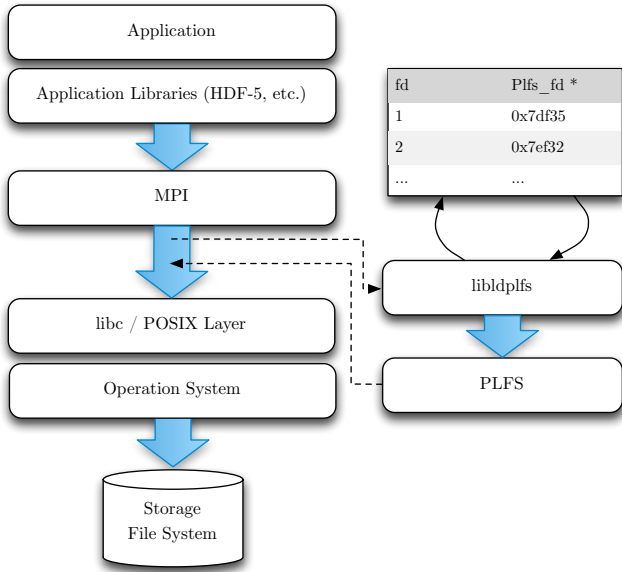 Application
Application Libraries (HDF-5, etc.)
MPI
libc / POSIX Layer
Operation System
Storage
File System
fd Plfs_fd *
1 0x7df35
2 0x7ef32
... ...
libldplfs
PLFS